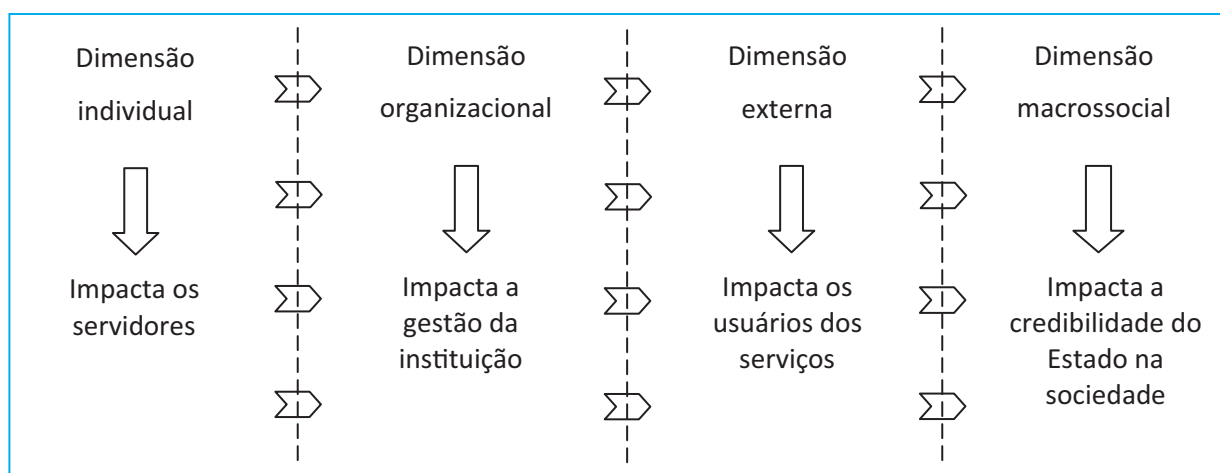 Dimensão
individual
Impacta os
servidores
Dimensão
organizacional
Impacta a
gestão da
instituição
Dimensão
externa
Impacta os
usuários dos
serviços
Dimensão
macrossocial
Impacta a
credibilidade do
Estado na
sociedade